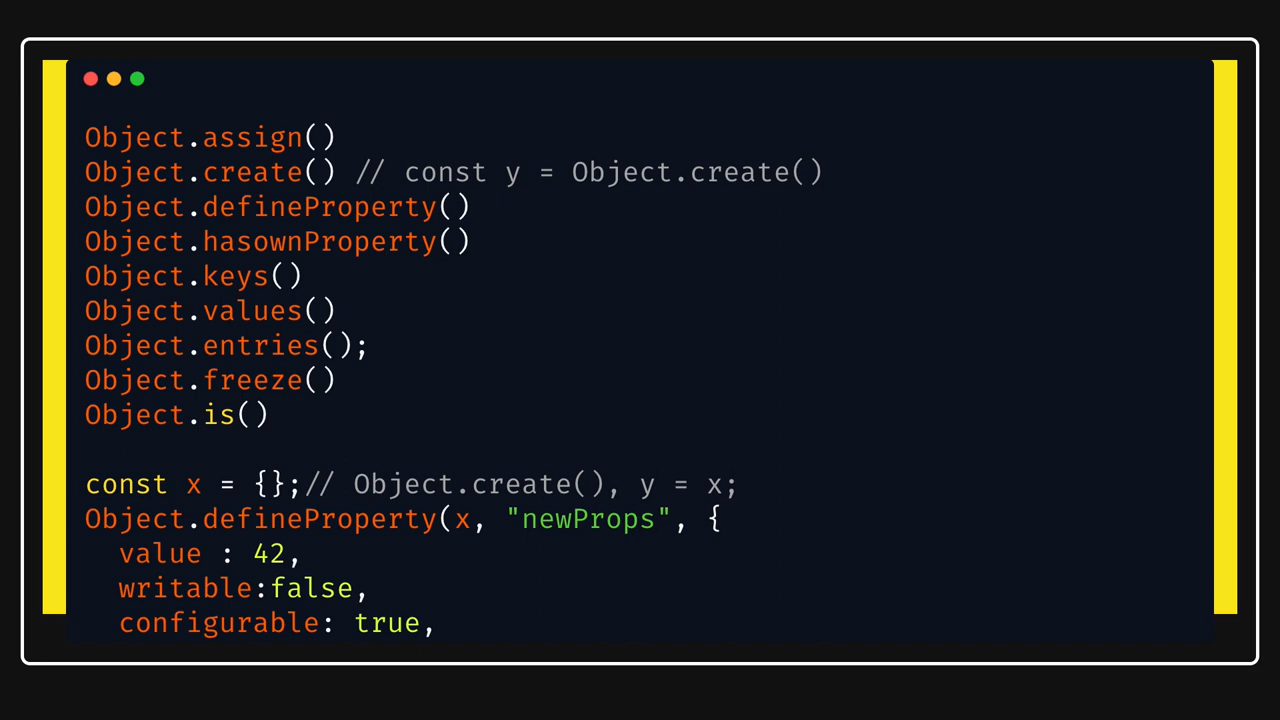 Object.assign()
Object.create() // const y = Object.create()
Object.defineProperty()
Object.hasownProperty()
Object.keys()
Object.values()
Object.entries();
Object.freeze()
Object.is()
const x = {};// Object.create(), y = x;
Object.defineProperty(x, "newProps", {
  value : 42,
  writable:false,
  configurable: true,